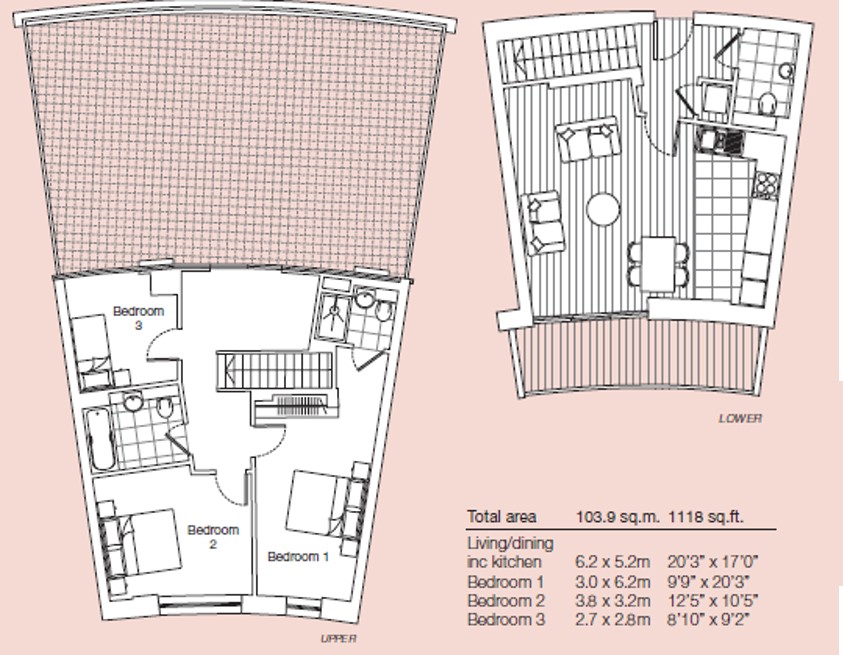 Bedroom
3
Bedroom
2
Bedroom 1
UPPER
LOWER
Total area 103.9 sq.m. 1118 sq.ft.
Living/dining
inc kitchen 6.2 x 5.2m 20'3" x 17'0"
Bedroom 1 3.0 x 6.2m 9'9" x 20'3"
Bedroom 2 3.8 x 3.2m 12'5" x 10'5"
Bedroom 3 2.7 x 2.8m 8'10" x 9'2"